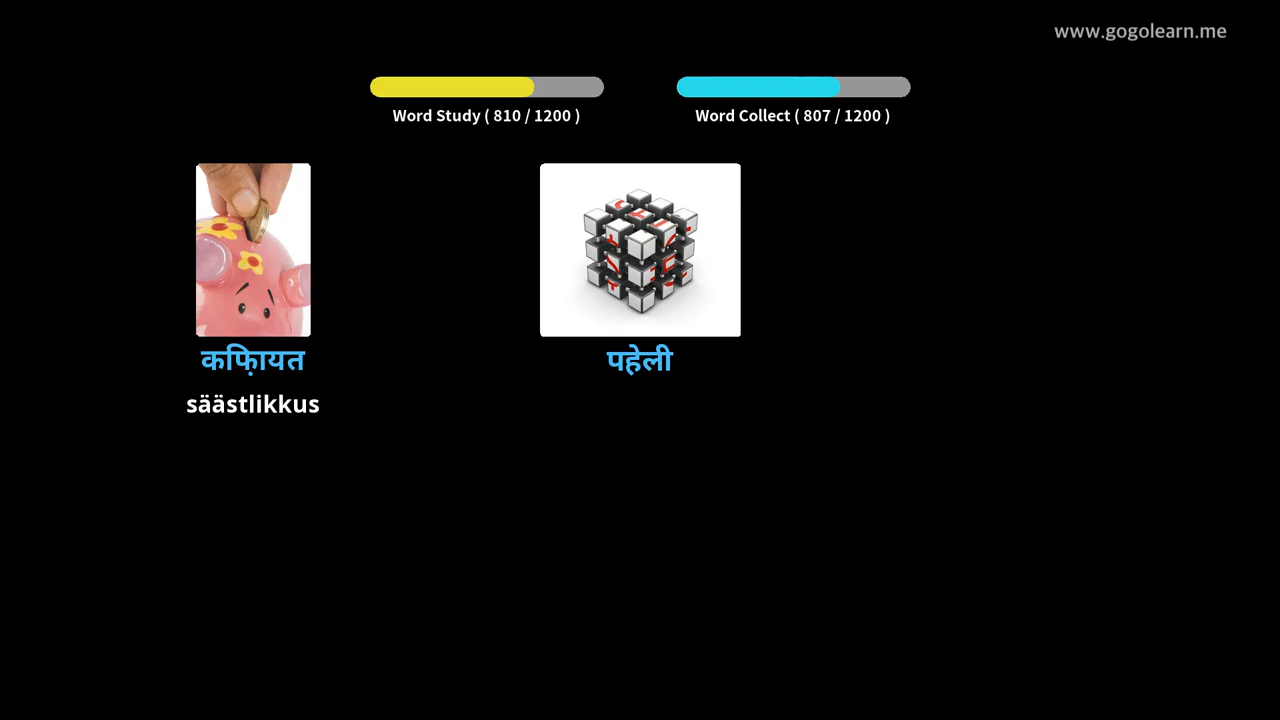 www.gogolearn.me
Word Study ( 810 / 1200 )
Word Collect ( 807 / 1200 )
कफ़ायत
पहेली
säästlikkus